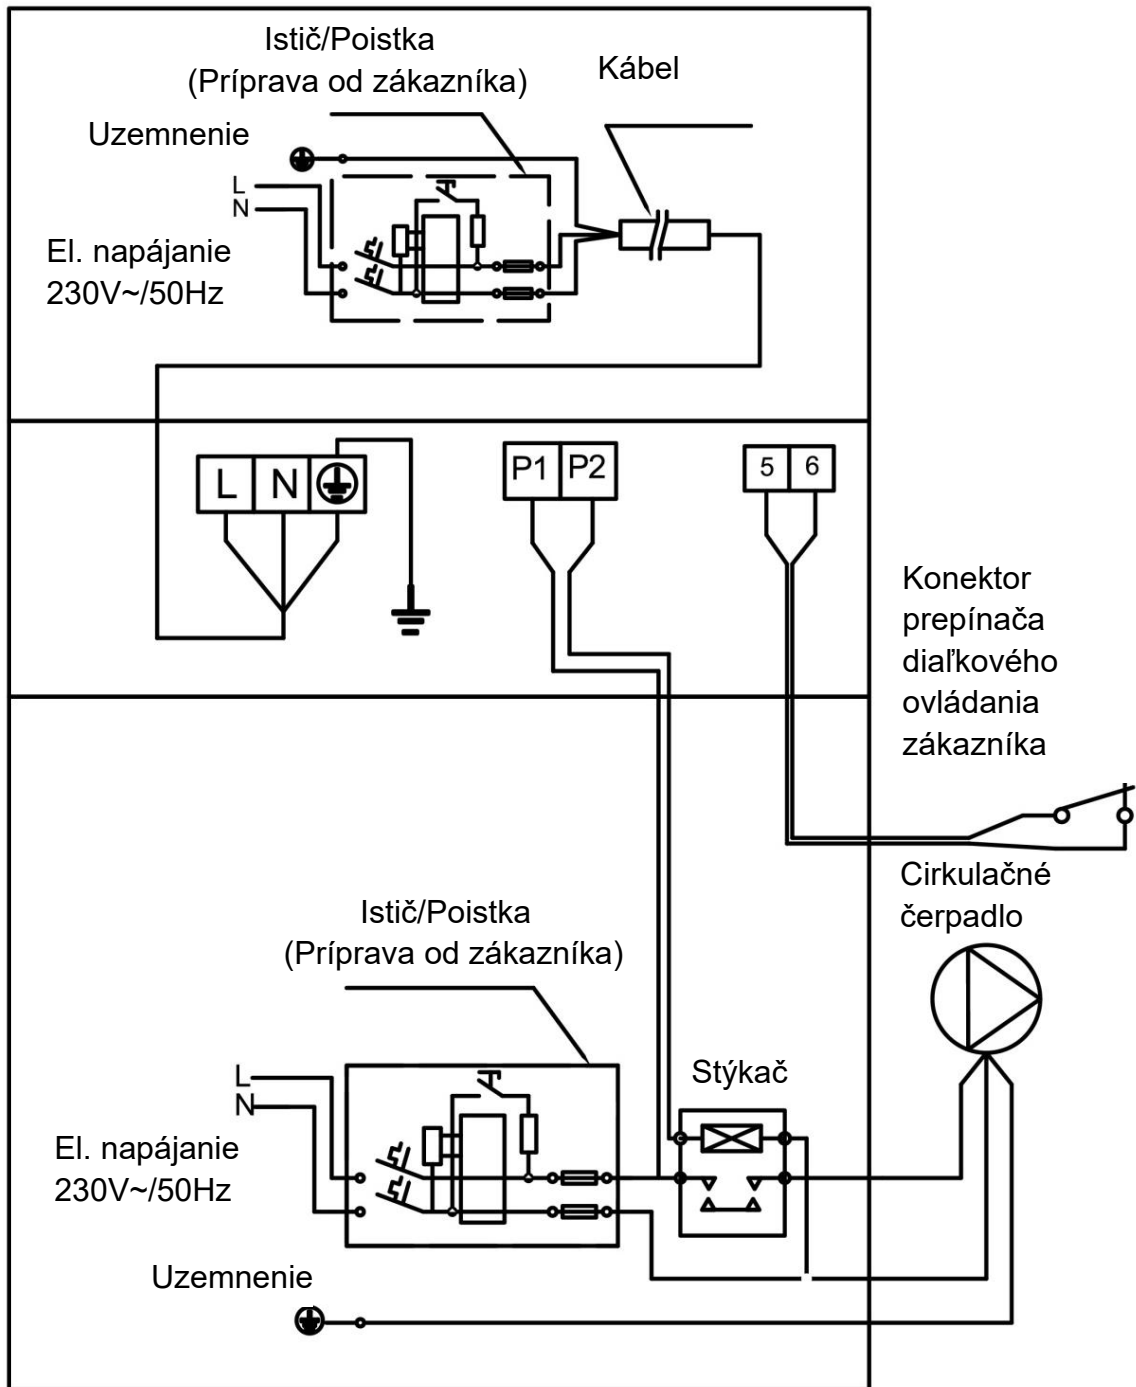 Istič/Poistka
(Príprava od zákazníka)
Kábel
Uzemnenie
L
N
El. napájanie
230V~/50Hz
L N
P1 P2
5 6
Konektor
prepínača
diaľkového
ovládania
zákazníka
Cirkulačné
čerpadlo
Istič/Poistka
(Príprava od zákazníka)
Stýkač
L
N
El. napájanie
230V~/50Hz
Uzemnenie